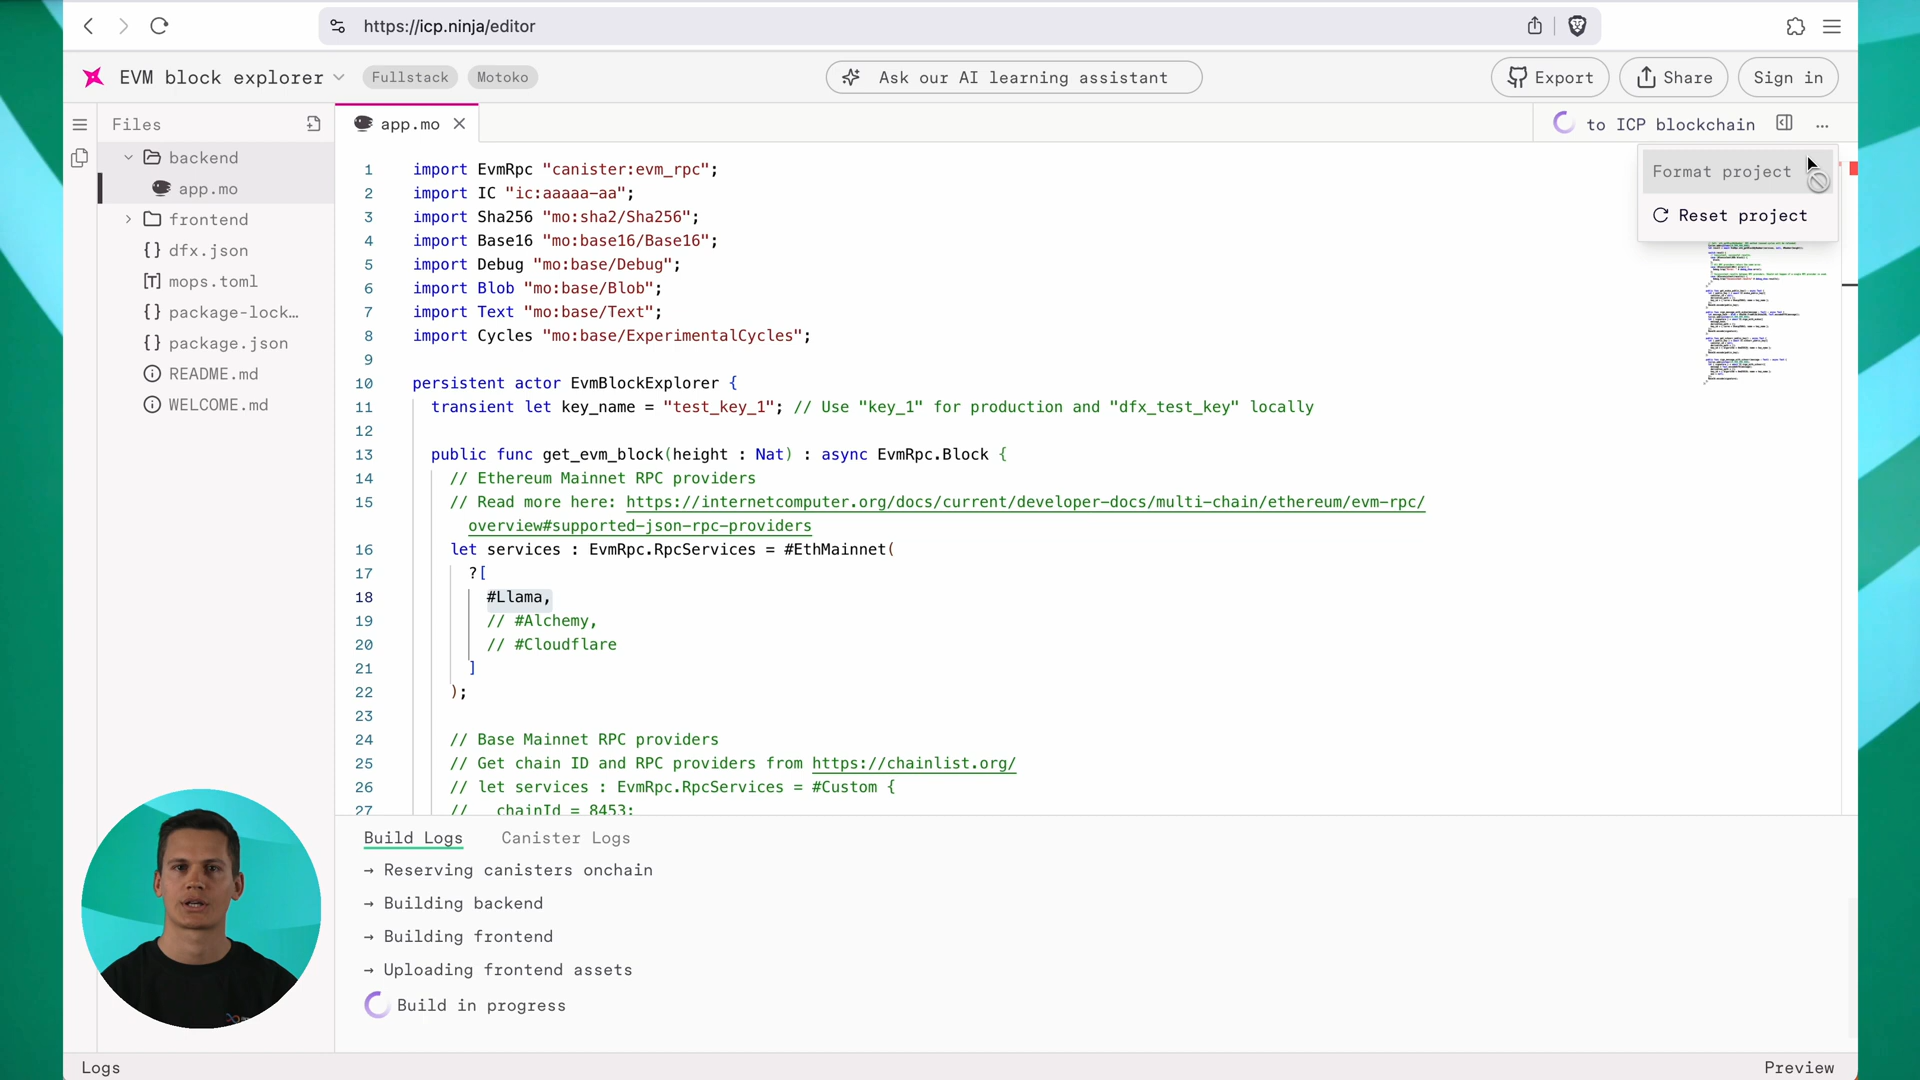 https://icp.ninja/editor
EVM block explorer
Fullstack
Motoko
Ask our AI learning assistant
Export
Share
Sign in
Files
app.mo
to ICP blockchain
backend
app.mo
frontend
dfx.json
mops.toml
package-lock…
package.json
README.md
WELCOME.md
Format project
Reset project
1 import EvmRpc "canister:evm_rpc";
2 import IC "ic:aaaaa-aa";
3 import Sha256 "mo:sha2/Sha256";
4 import Base16 "mo:base16/Base16";
5 import Debug "mo:base/Debug";
6 import Blob "mo:base/Blob";
7 import Text "mo:base/Text";
8 import Cycles "mo:base/ExperimentalCycles";
9
10 persistent actor EvmBlockExplorer {
11 transient let key_name = "test_key_1"; // Use "key_1" for production and "dfx_test_key" locally
12
13 public func get_evm_block(height : Nat) : async EvmRpc.Block {
14 // Ethereum Mainnet RPC providers
15 // Read more here: https://internetcomputer.org/docs/current/developer-docs/multi-chain/ethereum/evm-rpc/
overview#supported-json-rpc-providers
16 let services : EvmRpc.RpcServices = #EthMainnet(
17 ?[
18 #Llama,
19 // #Alchemy,
20 // #Cloudflare
21 ]
22 );
23
24 // Base Mainnet RPC providers
25 // Get chain ID and RPC providers from https://chainlist.org/
26 // let services : EvmRpc.RpcServices = #Custom {
27 // chainId = 8453;
Build Logs
Canister Logs
→ Reserving canisters onchain
→ Building backend
→ Building frontend
→ Uploading frontend assets
Build in progress
Logs
Preview